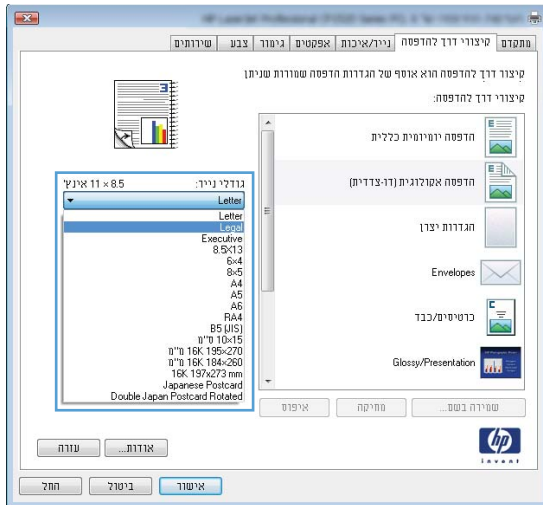 מתקדם קיצורי דרך להדפסה נייר/איכות אפקטים גימור צבע שירותים
קיצור דרך להדפסה הוא אוסף של הגדרות הדפסה שמורות שניתן
קיצורי דרך להדפסה:
הדפסה יומיומית כללית
הדפסה אקולוגית (דו-צדדית)
הגדרות יצרן
Envelopes
כרטיסים/כבד
Glossy/Presentation
שמירה בשם... מחיקה איפוס
גודלי נייר: 8.5 × 11 אינץ'
Letter
Letter
Legal
Executive
8.5X13
6×4
8×5
A4
A5
A6
RA4
B5 (JIS)
10×15 ס"מ
16K 195×270 מ"מ
16K 184×260 מ"מ
16K 197x273 mm
Japanese Postcard
Double Japan Postcard Rotated
hp
invent
אודות... עזרה
אישור ביטול החל